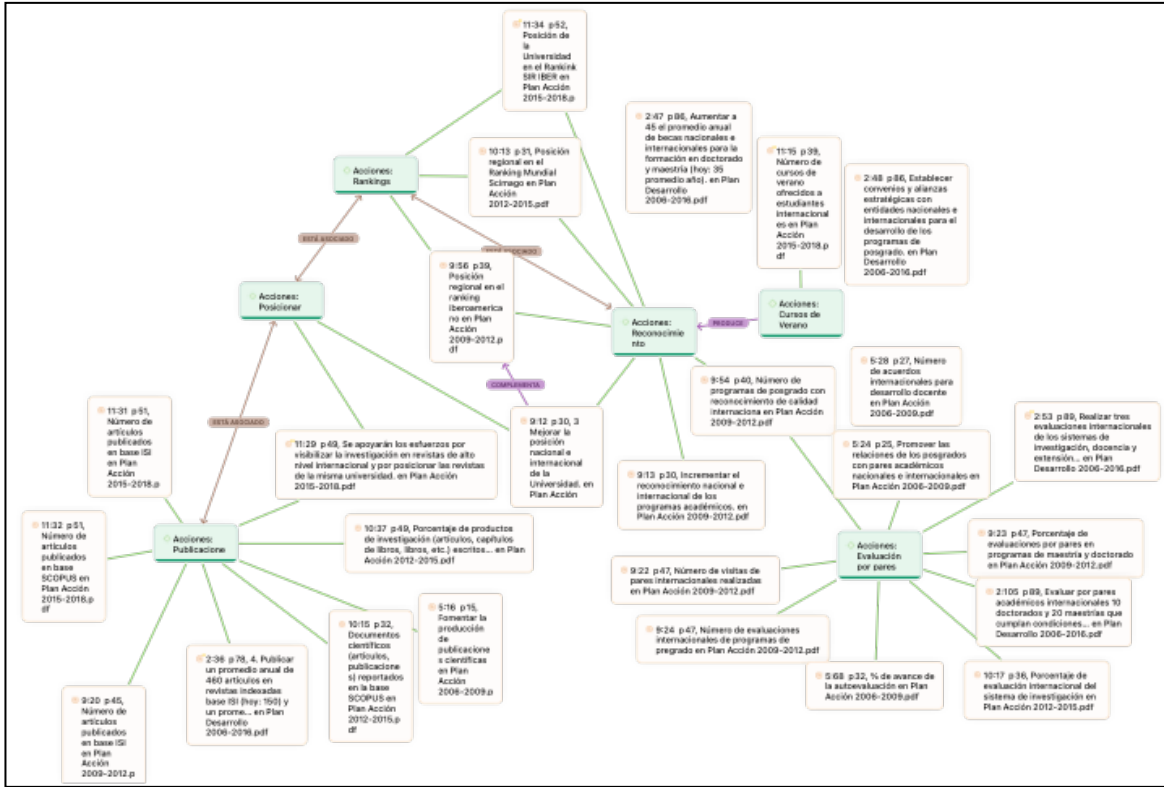 11:34 p52,
Posición de
la
Universidad
en el Rankink
SIR IBER en
Plan Acción
2015-2018.p
2:47 p86, Aumentar a
45 el promedio anual
de becas nacionales e
internacionales para la
formación en doctorado
y maestría (hoy: 35
promedio año). en Plan
Desarrollo
2006-2016.pdf
11:15 p39,
Número de
cursos de
verano
ofrecidos a
estudiantes
internacional
es en Plan
Acción
2015-2018.p
df
2:48 p86, Establecer
convenios y alianzas
estratégicas con
entidades nacionales e
internacionales para el
desarrollo de los
programas de
posgrado. en Plan
Desarrollo
2006-2016.pdf
10:13 p31, Posición
regional en el
Ranking Mundial
Scimago en Plan
Acción
2012-2015.pdf
Acciones:
Rankings
ESTÁ ASOCIADO
9:56 p39,
Posición
regional en el
ranking
Iberoamerica
no en Plan
Acción
2009-2012.p
df
Acciones:
Posicionar
Acciones:
Reconocimie
nto
PRODUCE
Acciones:
Cursos de
Verano
COMPLEMENTA
9:54 p40, Número de
programas de posgrado con
reconocimiento de calidad
internaciona en Plan Acción
2009-2012.pdf
5:28 p27, Número
de acuerdos
internacionales para
desarrollo docente
en Plan Acción
2006-2009.pdf
ESTÁ ASOCIADO
11:31 p51,
Número de
artículos
publicados
en base ISI
en Plan
Acción
2015-2018.p
11:29 p49, Se apoyarán los esfuerzos por
visibilizar la investigación en revistas de alto
nivel internacional y por posicionar las revistas
de la misma universidad. en Plan Acción
2015-2018.pdf
9:12 p30, 3
Mejorar la
posición
nacional e
internacional
de la
Universidad. en
Plan Acción
5:24 p25, Promover las
relaciones de los posgrados
con pares académicos
nacionales e internacionales en
Plan Acción 2006-2009.pdf
2:53 p89, Realizar tres
evaluaciones internacionales
de los sistemas de
investigación, docencia y
extensión... en Plan
Desarrollo 2006-2016.pdf
9:13 p30, Incrementar el
reconocimiento nacional e
internacional de los
programas académicos. en
Plan Acción 2009-2012.pdf
11:32 p51,
Número de
artículos
publicados
en base
SCOPUS en
Plan Acción
2015-2018.p
df
Acciones:
Publicacione
10:37 p49, Porcentaje de productos
de investigación (artículos, capítulos
de libros, libros, etc.) escritos... en Plan
Acción 2012-2015.pdf
Acciones:
Evaluación
por pares
9:23 p47, Porcentaje de
evaluaciones por pares en
programas de maestría y doctorado
en Plan Acción 2009-2012.pdf
9:22 p47, Número de visitas de
pares internacionales realizadas
en Plan Acción 2009-2012.pdf
2:105 p89, Evaluar por pares
académicos internacionales 10
doctorados y 20 maestrías que
cumplan condiciones... en Plan
Desarrollo 2006-2016.pdf
10:15 p32,
Documentos
científicos
(artículos,
publicacione
s) reportados
en la base
SCOPUS en
Plan Acción
2012-2015.p
df
5:16 p15,
Fomentar la
producción
de
publicacione
s científicas
en Plan
Acción
2006-2009.p
9:24 p47, Número de evaluaciones
internacionales de programas de
pregrado en Plan Acción 2009-2012.pdf
2:36 p78, 4. Publicar
un promedio anual de
460 artículos en
revistas indexadas
base ISI (hoy: 150) y
un prome... en Plan
Desarrollo
2006-2016.pdf
5:68 p32, % de avance de
la autoevaluación en Plan
Acción 2006-2009.pdf
10:17 p36, Porcentaje de
evaluación internacional del
sistema de investigación en
Plan Acción 2012-2015.pdf
9:20 p45,
Número de
artículos
publicados
en base ISI
en Plan
Acción
2009-2012.p